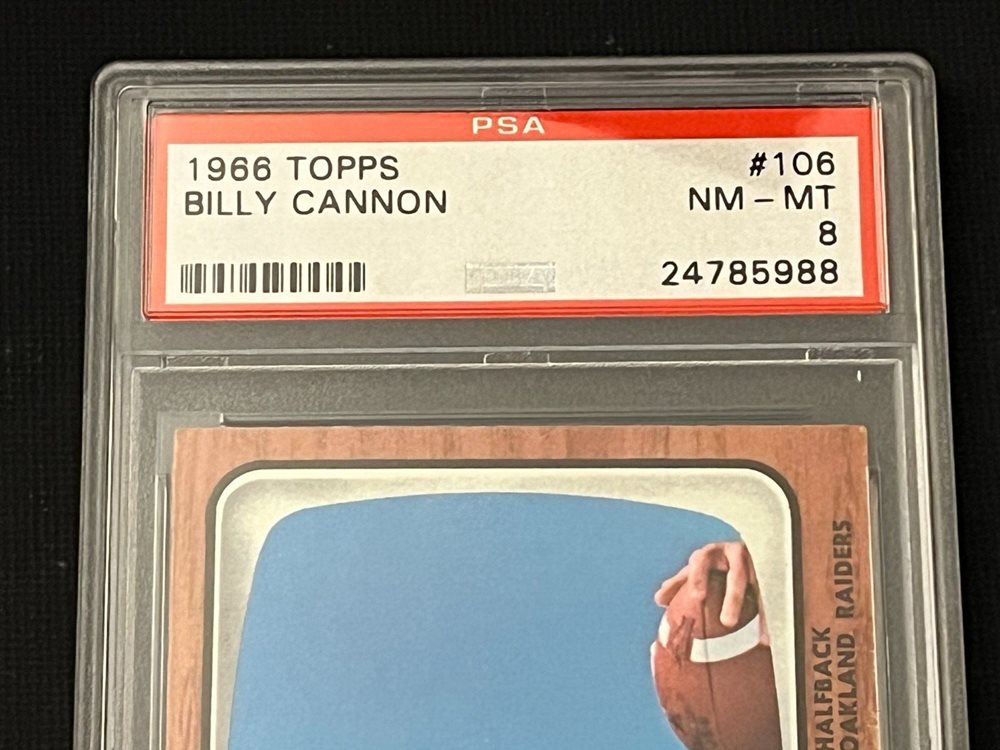 PSA
1966 TOPPS
#106
BILLY CANNON
NM - MT
8
24785988
HALFBACK
OAKLAND RAIDERS